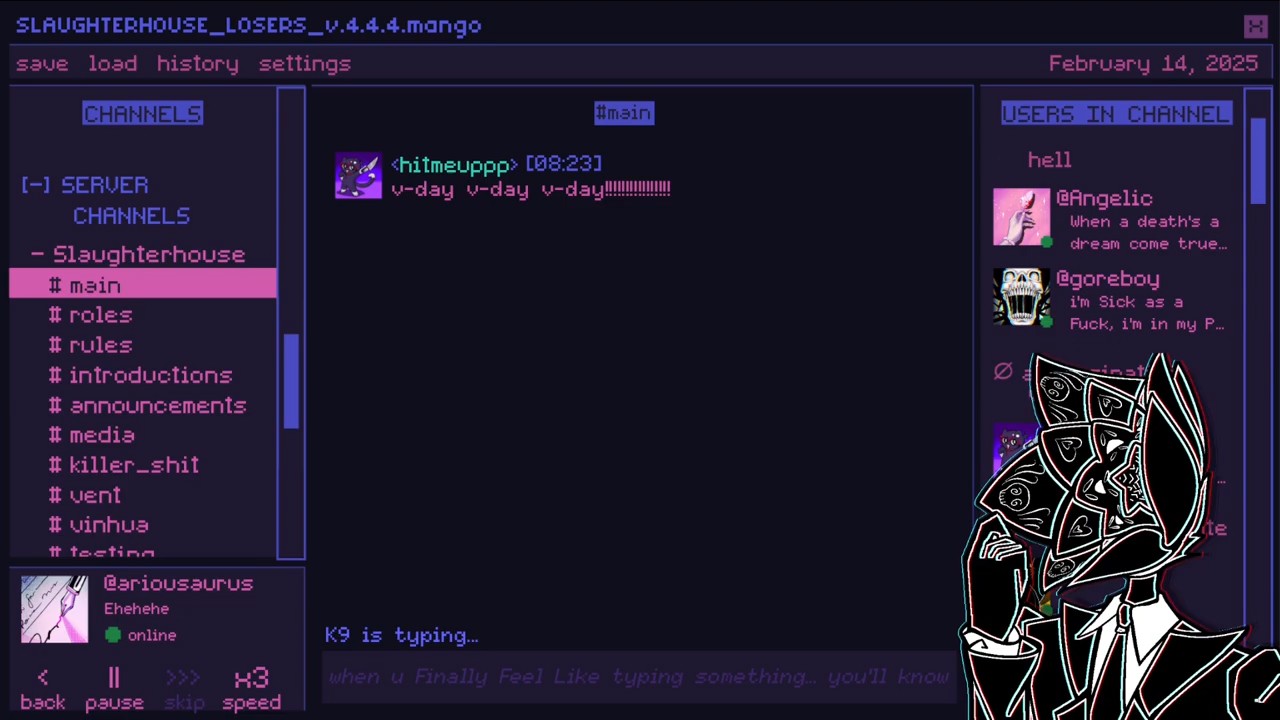 SLAUGHTERHOUSE_LOSERS_v.4.4.4.mango
x
save load history settings
February 14, 2025
CHANNELS
[-] SERVER
CHANNELS
- Slaughterhouse
# main
# roles
# rules
# introductions
# announcements
# media
# killer_shit
# vent
# vinhua
# testing
@ariousaurus
Ehehehe
online
< || >>> x3
back pause skip speed
#main
<hitmeuppp> [08:23]
v-day v-day v-day!!!!!!!!!!!!!!!
K9 is typing…
when u Finally Feel Like typing something… you'll know
USERS IN CHANNEL
hell
@Angelic
When a death's a
dream come true…
@goreboy
i'm Sick as a
Fuck, i'm in my P…